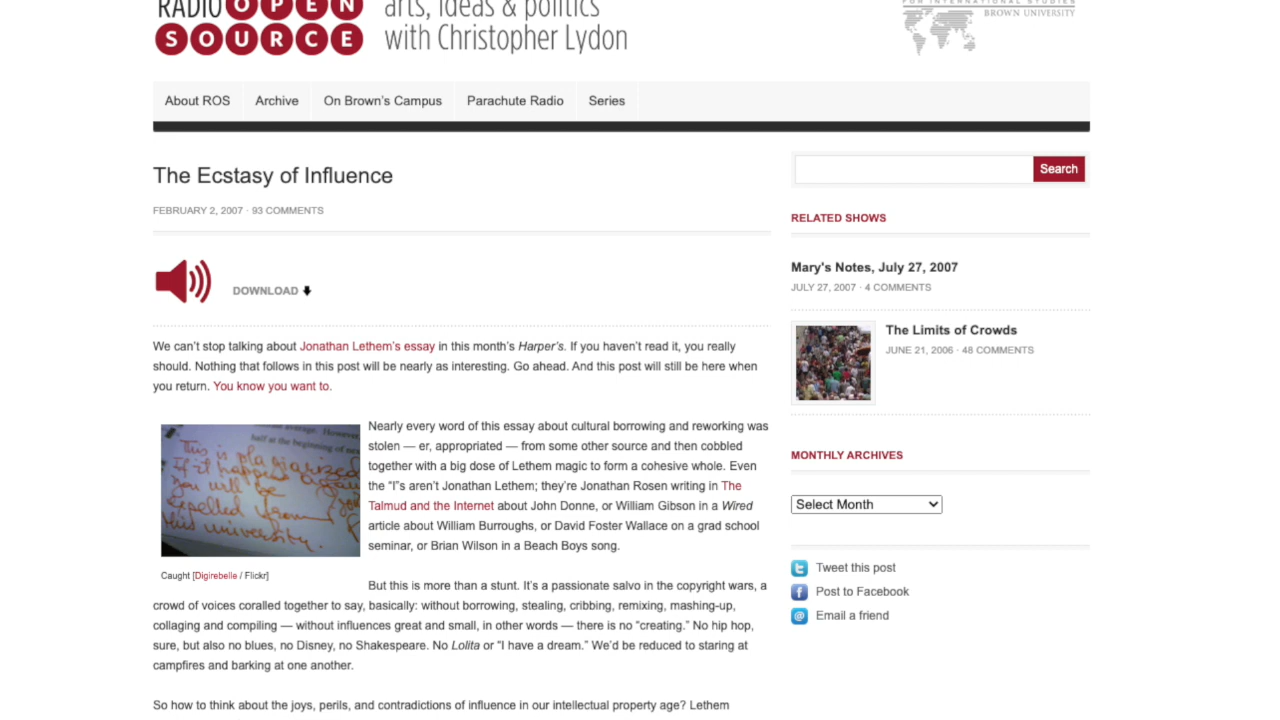 RADIO OPEN
SOURCE
arts, ideas & politics
with Christopher Lydon
FOR INTERNATIONAL STUDIES
BROWN UNIVERSITY
About ROS
Archive
On Brown's Campus
Parachute Radio
Series
The Ecstasy of Influence
FEBRUARY 2, 2007 · 93 COMMENTS
DOWNLOAD
We can't stop talking about Jonathan Lethem's essay in this month's Harper's. If you haven't read it, you really
should. Nothing that follows in this post will be nearly as interesting. Go ahead. And this post will still be here when
you return. You know you want to.
half at the beginning of
This is plagiarized
If it happens again
you will be
expelled from
this university.
Caught [Digirebelle / Flickr]
Nearly every word of this essay about cultural borrowing and reworking was
stolen — er, appropriated — from some other source and then cobbled
together with a big dose of Lethem magic to form a cohesive whole. Even
the "I"s aren't Jonathan Lethem; they're Jonathan Rosen writing in The
Talmud and the Internet about John Donne, or William Gibson in a Wired
article about William Burroughs, or David Foster Wallace on a grad school
seminar, or Brian Wilson in a Beach Boys song.
But this is more than a stunt. It's a passionate salvo in the copyright wars, a
crowd of voices coralled together to say, basically: without borrowing, stealing, cribbing, remixing, mashing-up,
collaging and compiling — without influences great and small, in other words — there is no "creating." No hip hop,
sure, but also no blues, no Disney, no Shakespeare. No Lolita or "I have a dream." We'd be reduced to staring at
campfires and barking at one another.
So how to think about the joys, perils, and contradictions of influence in our intellectual property age? Lethem
Search
RELATED SHOWS
Mary's Notes, July 27, 2007
JULY 27, 2007 · 4 COMMENTS
The Limits of Crowds
JUNE 21, 2006 · 48 COMMENTS
MONTHLY ARCHIVES
Select Month
Tweet this post
Post to Facebook
Email a friend